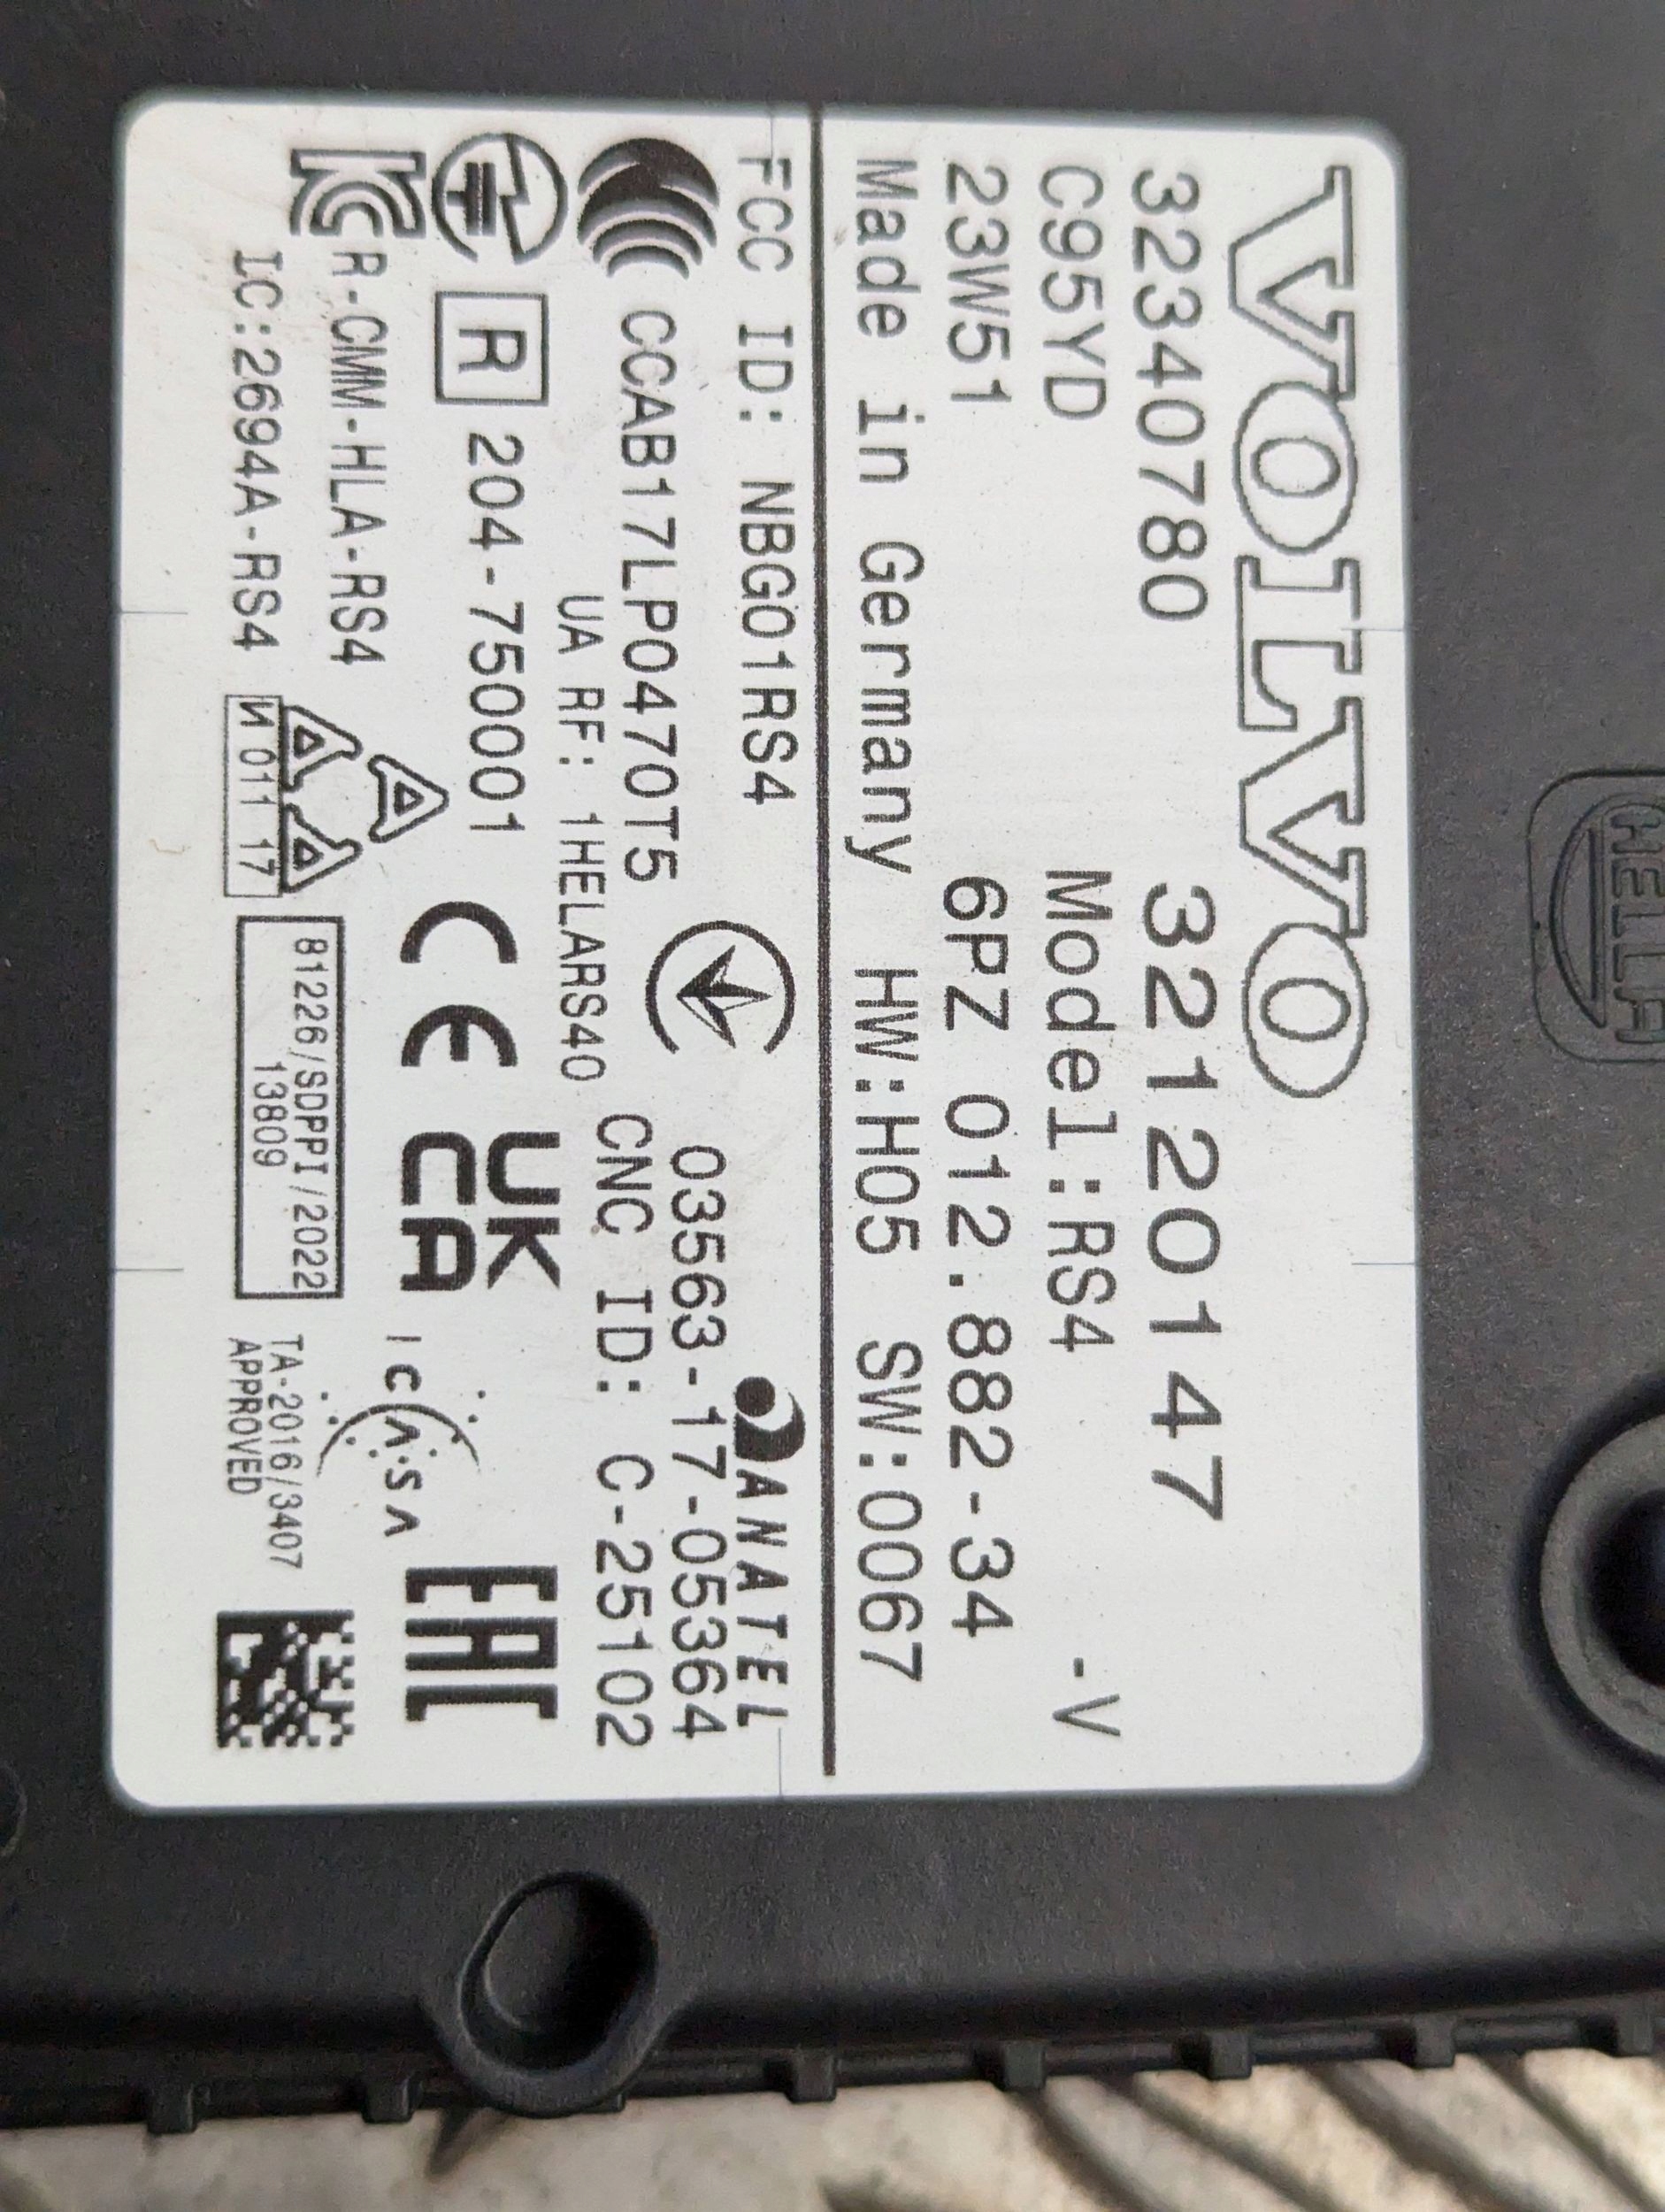 VOLVO
32340780 32120147
C95YD Model:RS4 -V
23W51 6PZ 012.882-34
Made in Germany HW:H05 SW:0067
FCC ID: NBG01RS4
ANATEL
CCAB17LP0470T5
03563-17-05364
UA RF: 1HELARS40
CNC ID: C-25102
R 204-750001
CE
UK
CA
ICASA
EAC
R-CMM-HLA-RS4
IC:2694A-RS4
И 011 17
81226/SDPPI/2022
13809
TA-2016/3407
APPROVED
HELLA